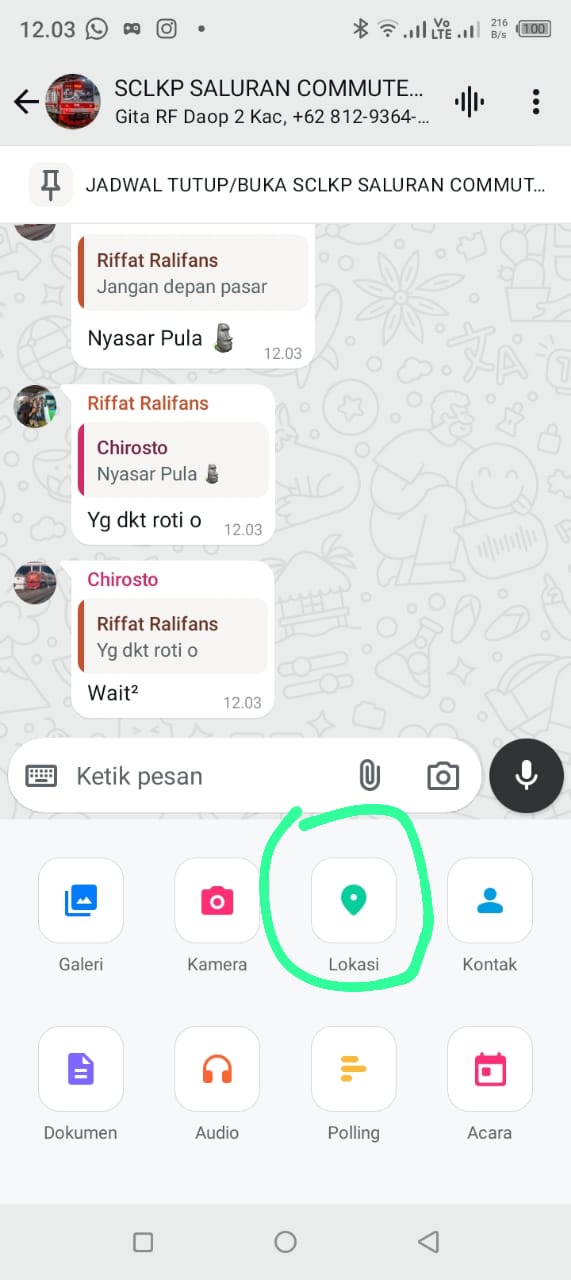 12.03 Vo LTE 216 B/s 100
SCLKP SALURAN COMMUTE...
Gita RF Daop 2 Kac, +62 812-9364-...
JADWAL TUTUP/BUKA SCLKP SALURAN COMMUT...
Riffat Ralifans
Jangan depan pasar
Nyasar Pula 🗿
12.03
Riffat Ralifans
Chirosto
Nyasar Pula 🗿
Yg dkt roti o
12.03
Chirosto
Riffat Ralifans
Yg dkt roti o
Wait²
12.03
Ketik pesan
Galeri
Kamera
Lokasi
Kontak
Dokumen
Audio
Polling
Acara